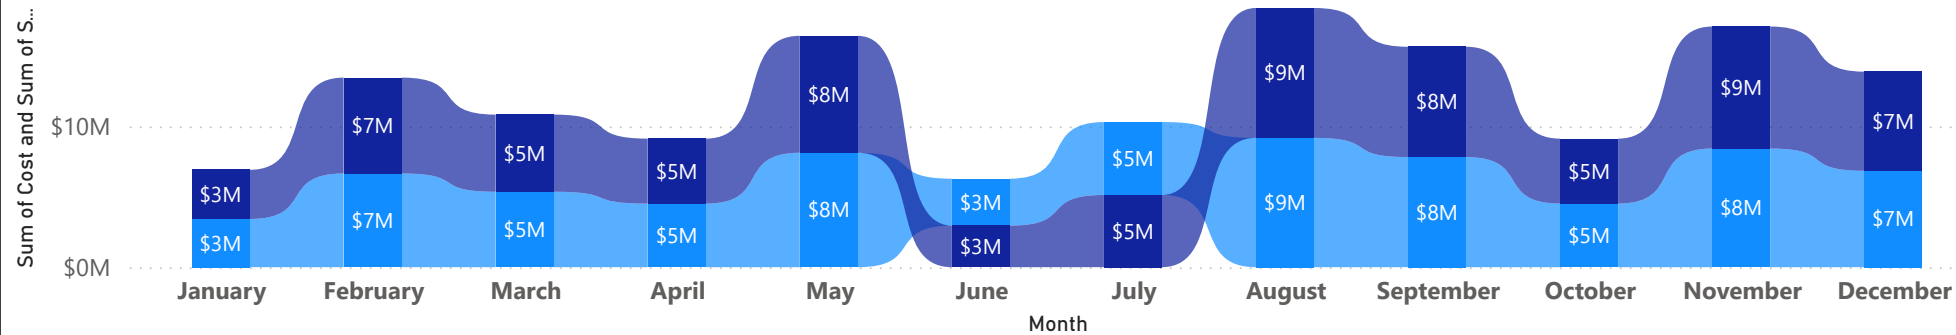 Sum of Cost and Sum of S...
$10M
$0M
$3M
$3M
$7M
$7M
$5M
$5M
$5M
$5M
$8M
$8M
$3M
$3M
$5M
$5M
$9M
$9M
$8M
$8M
$5M
$5M
$9M
$8M
$7M
$7M
January February March April May June July August September October November December
Month